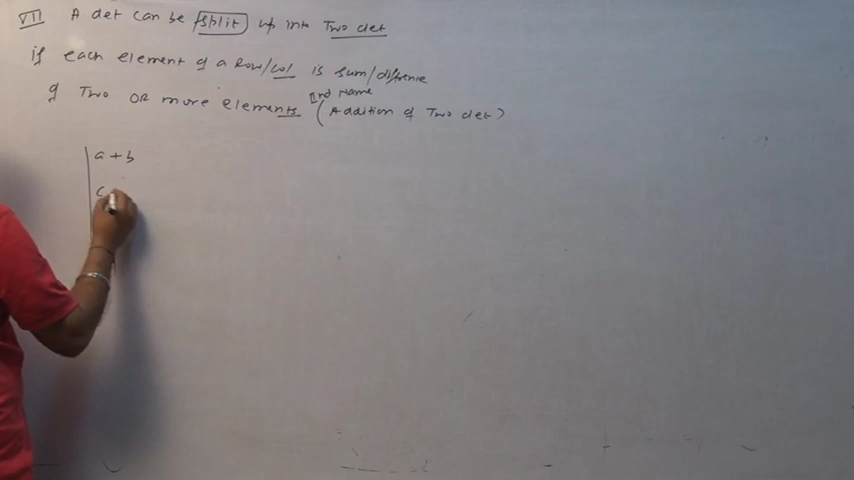 VII A det can be split up into Two det
if each element of a Row/col is sum/difference
IInd Name
of Two OR more elements (Addition of Two det)
a + b
c